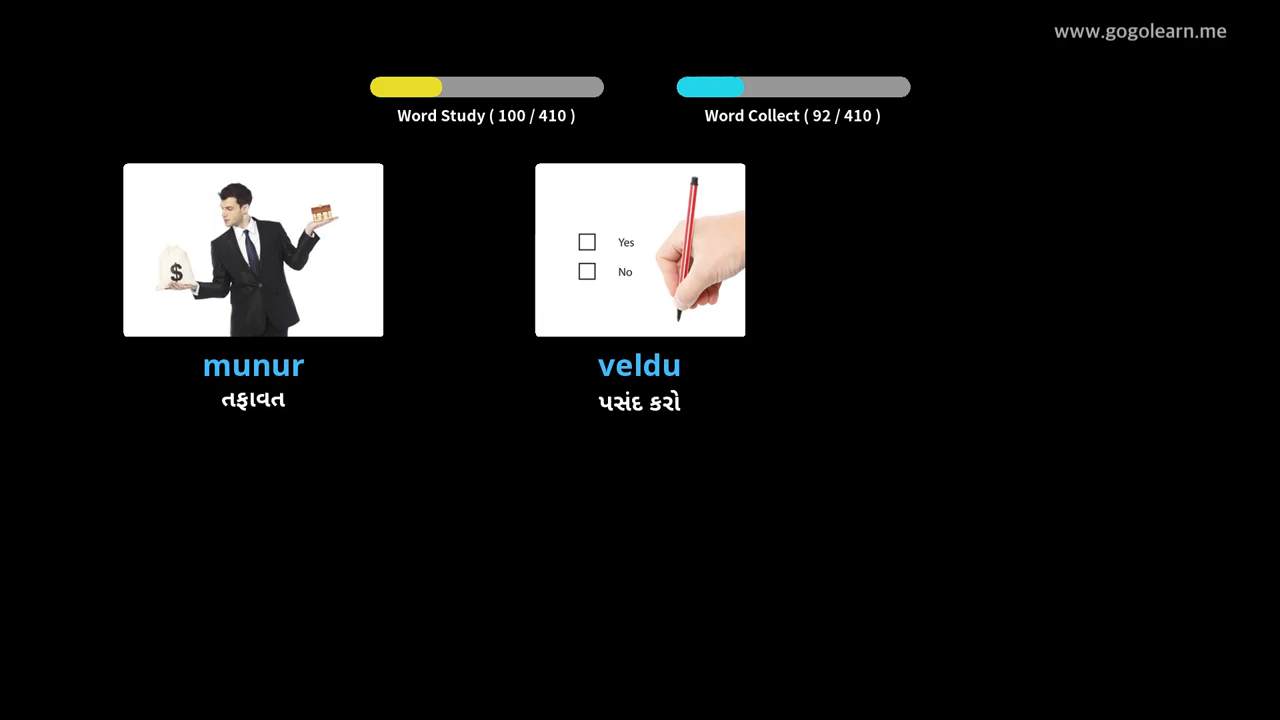 www.gogolearn.me
Word Study ( 100 / 410 )
Word Collect ( 92 / 410 )
$
Yes
No
munur
veldu
તફાવત
પસંદ કરો